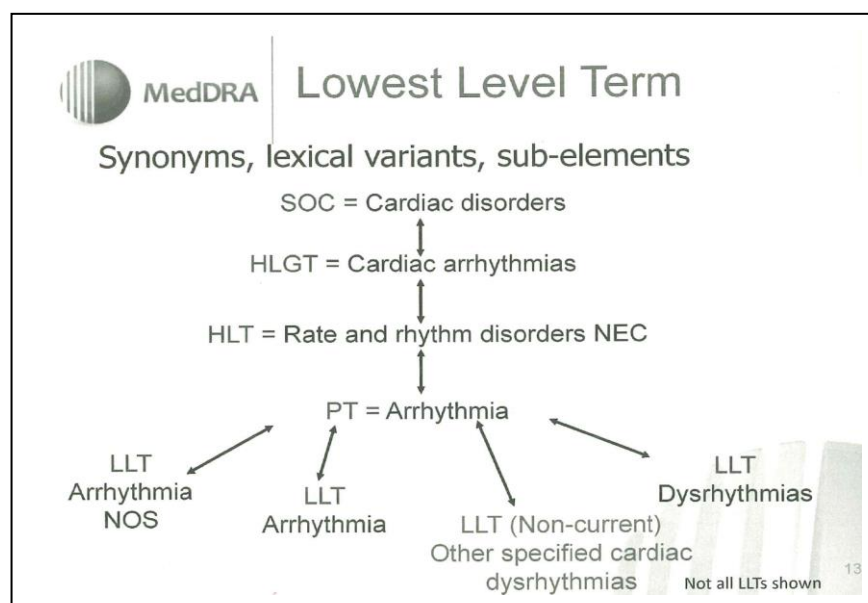 MedDRA
Lowest Level Term
Synonyms, lexical variants, sub-elements
SOC = Cardiac disorders
HLGT = Cardiac arrhythmias
HLT = Rate and rhythm disorders NEC
PT = Arrhythmia
LLT
Arrhythmia
NOS
LLT
Arrhythmia
LLT (Non-current)
Other specified cardiac
dysrhythmias
LLT
Dysrhythmias
Not all LLTs shown
13